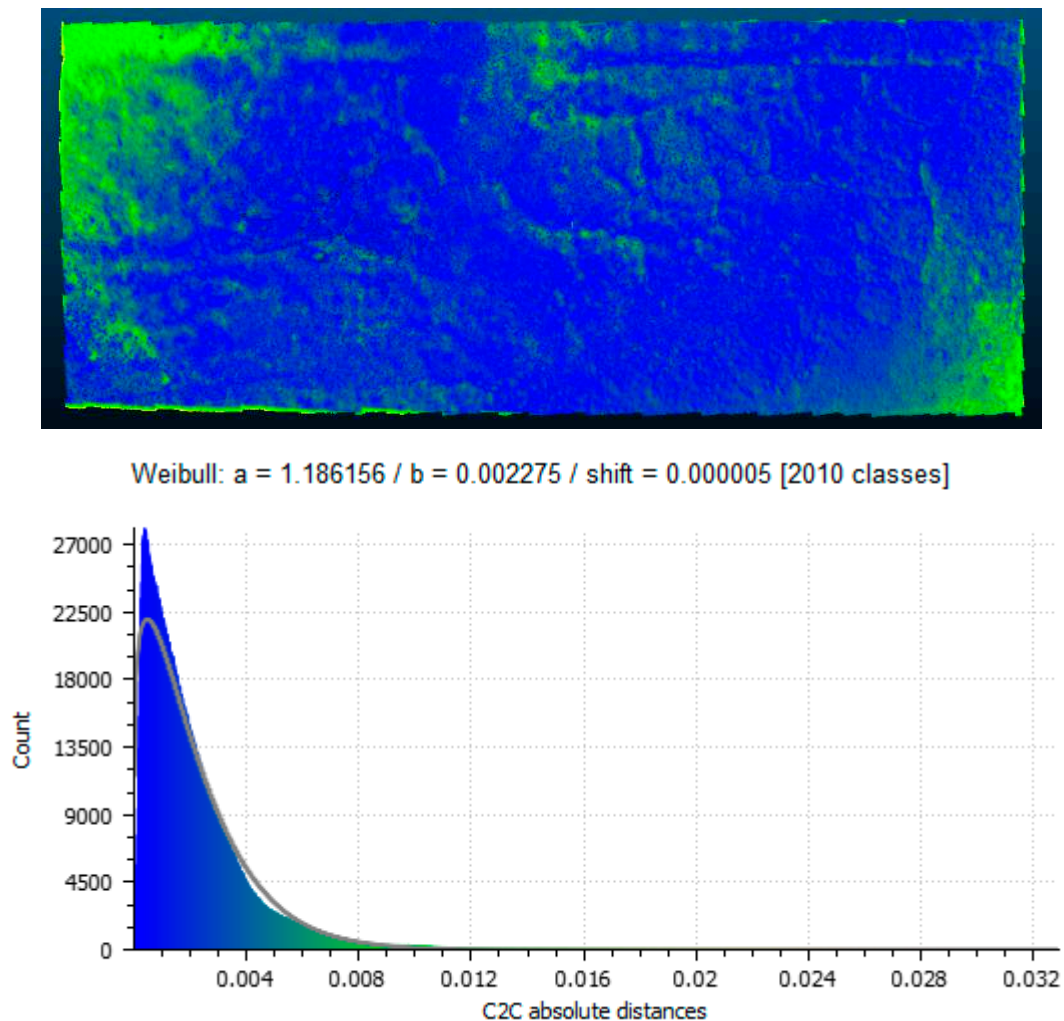 Weibull: a = 1.186156 / b = 0.002275 / shift = 0.000005 [2010 classes]
27000
22500
18000
13500
9000
4500
0
Count
0.004 0.008 0.012 0.016 0.02 0.024 0.028 0.032
C2C absolute distances